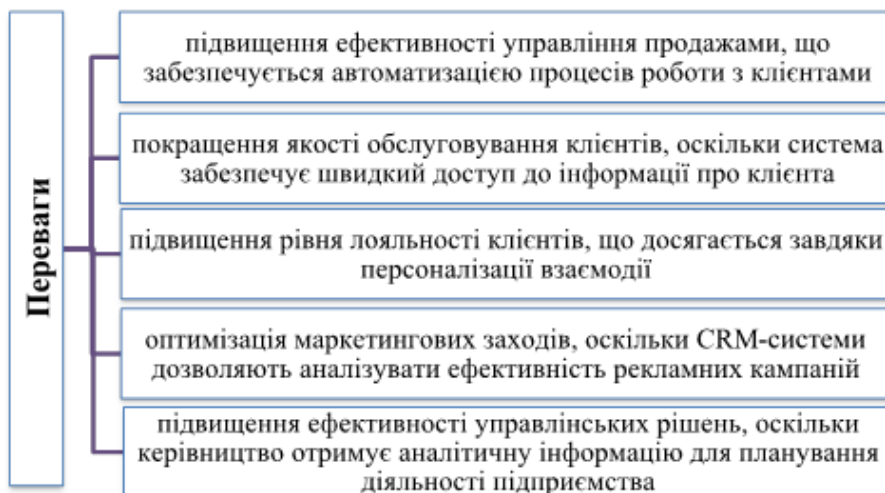 Переваги
підвищення ефективності управління продажами, що
забезпечується автоматизацією процесів роботи з клієнтами
покращення якості обслуговування клієнтів, оскільки система
забезпечує швидкий доступ до інформації про клієнта
підвищення рівня лояльності клієнтів, що досягається завдяки
персоналізації взаємодії
оптимізація маркетингових заходів, оскільки CRM-системи
дозволяють аналізувати ефективність рекламних кампаній
підвищення ефективності управлінських рішень, оскільки
керівництво отримує аналітичну інформацію для планування
діяльності підприємства